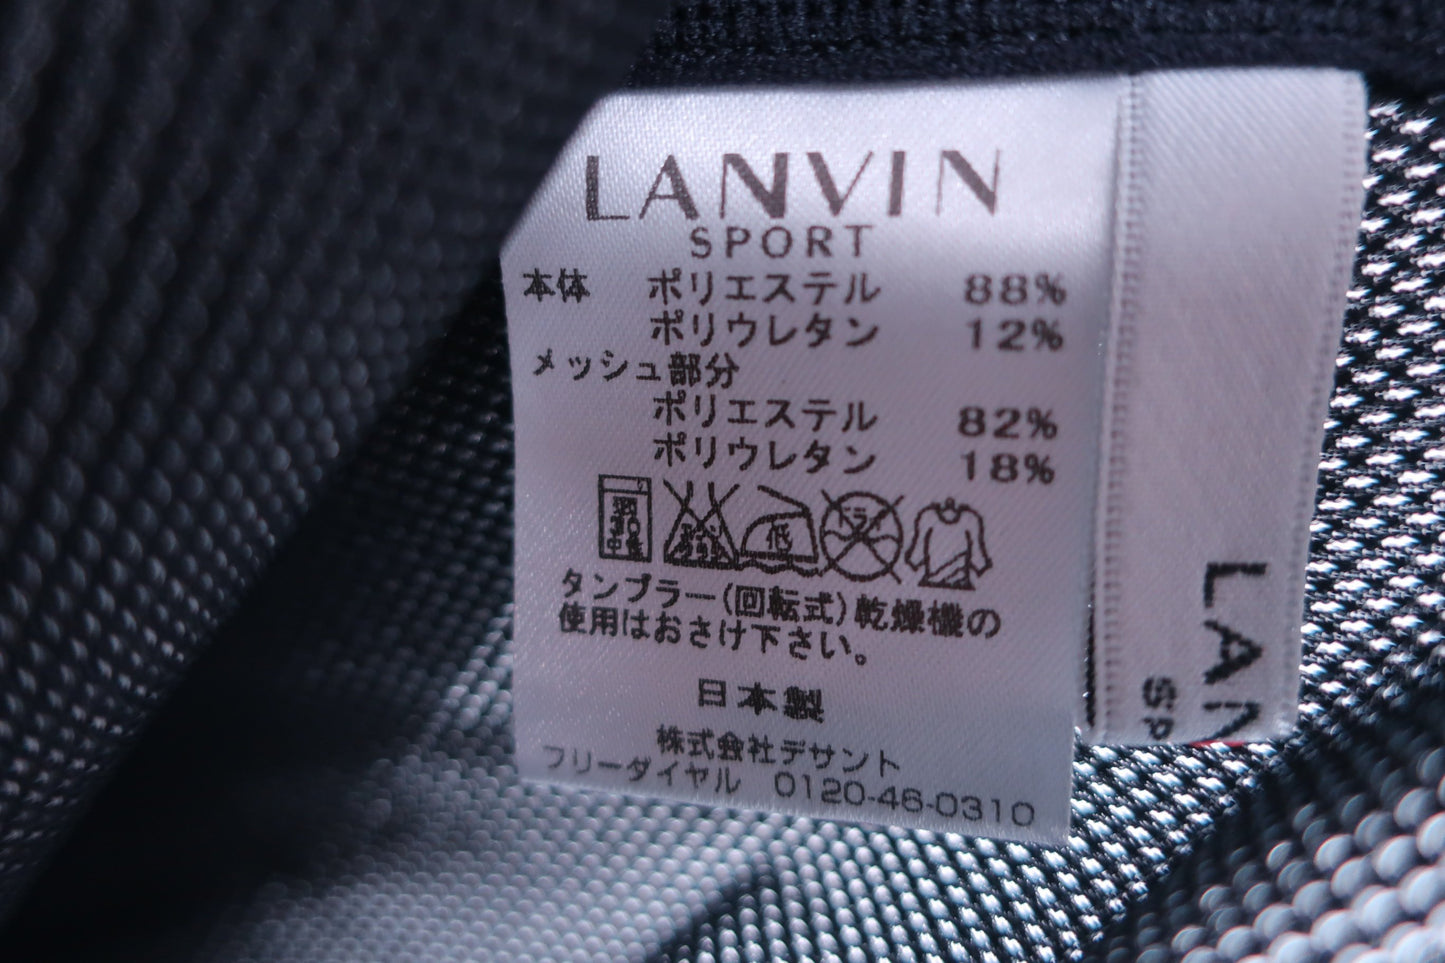 LANVIN
SPORT
本体 ポリエステル 88%
ポリウレタン 12%
メッシュ部分
ポリエステル 82%
ポリウレタン 18%
低
タンブラー(回転式)乾燥機の
使用はおさけ下さい。
日本製
株式会社デサント
フリーダイヤル 0120-46-0310
LAN
SP